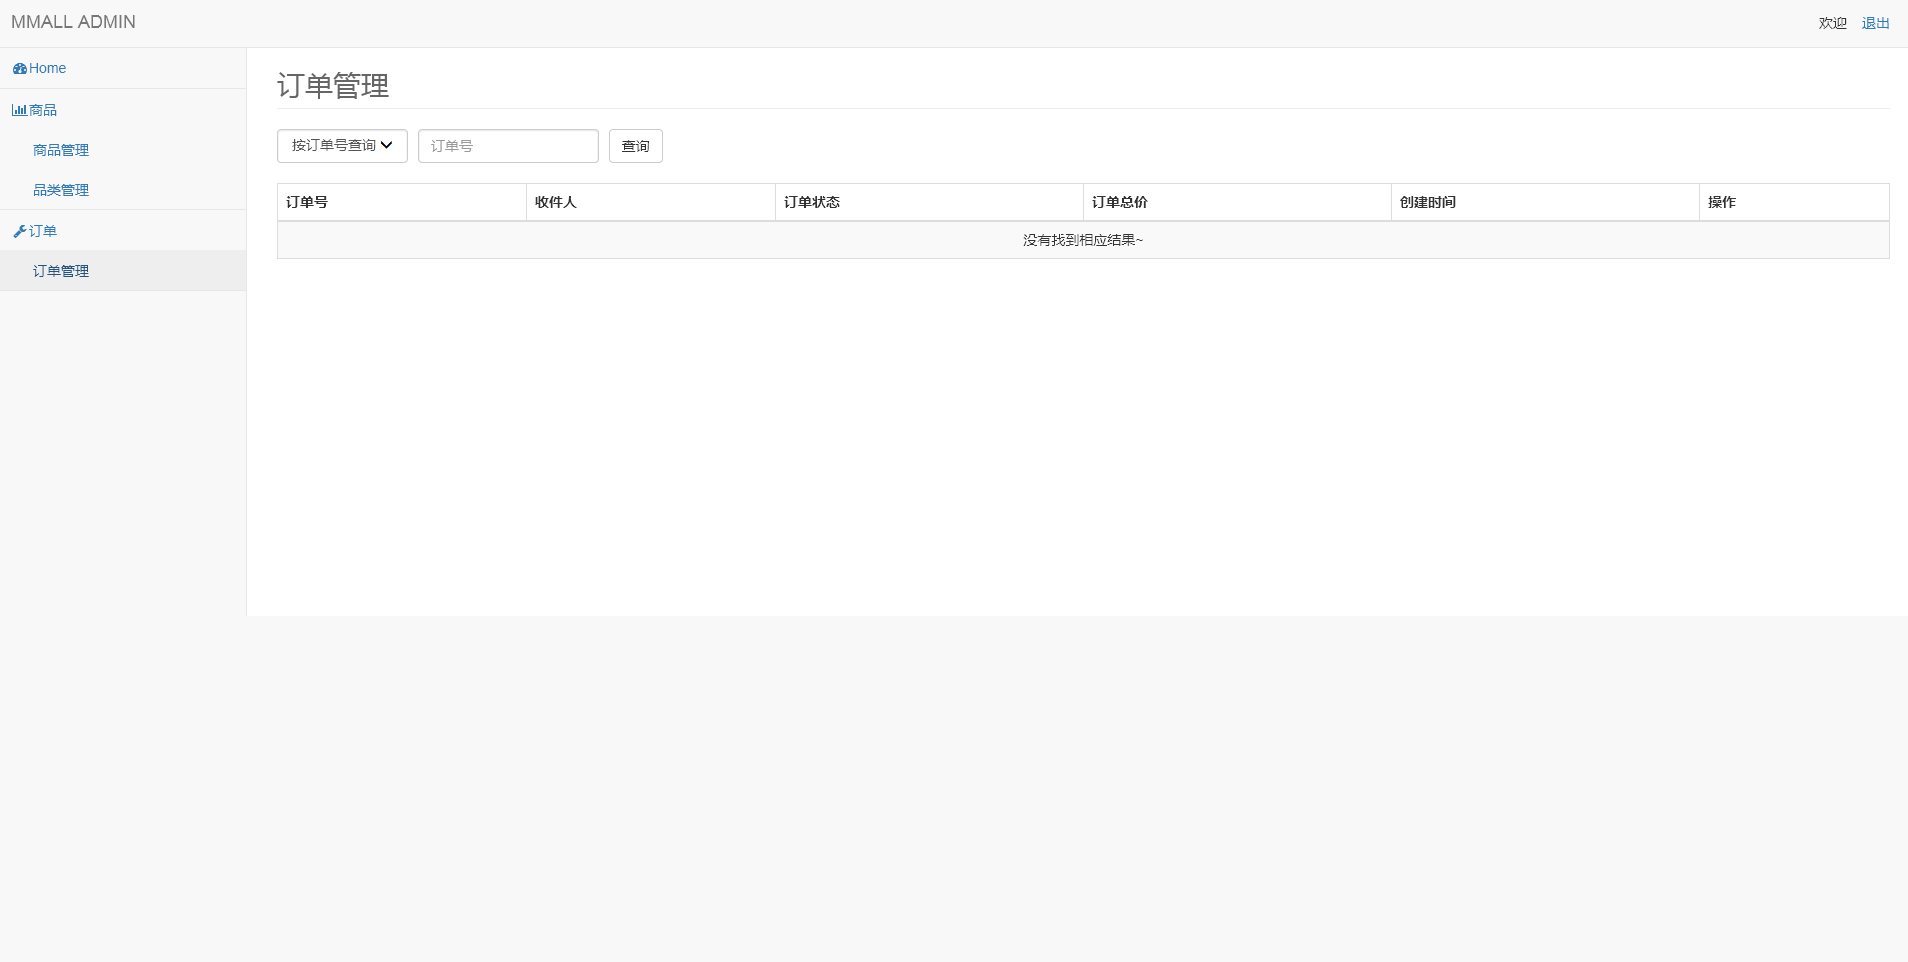 MMALL ADMIN
欢迎 退出
Home
商品
商品管理
品类管理
订单
订单管理
订单管理
按订单号查询 订单号 查询
订单号 收件人 订单状态 订单总价 创建时间 操作
没有找到相应结果~